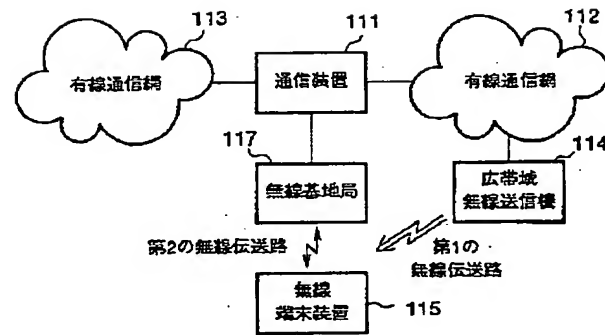 113
111
112
有線通信網
通信装置
有線通信網
117
114
無線基地局
広帯域
無線送信機
第2の無線伝送路
第1の
無線伝送路
無線
端末装置
115